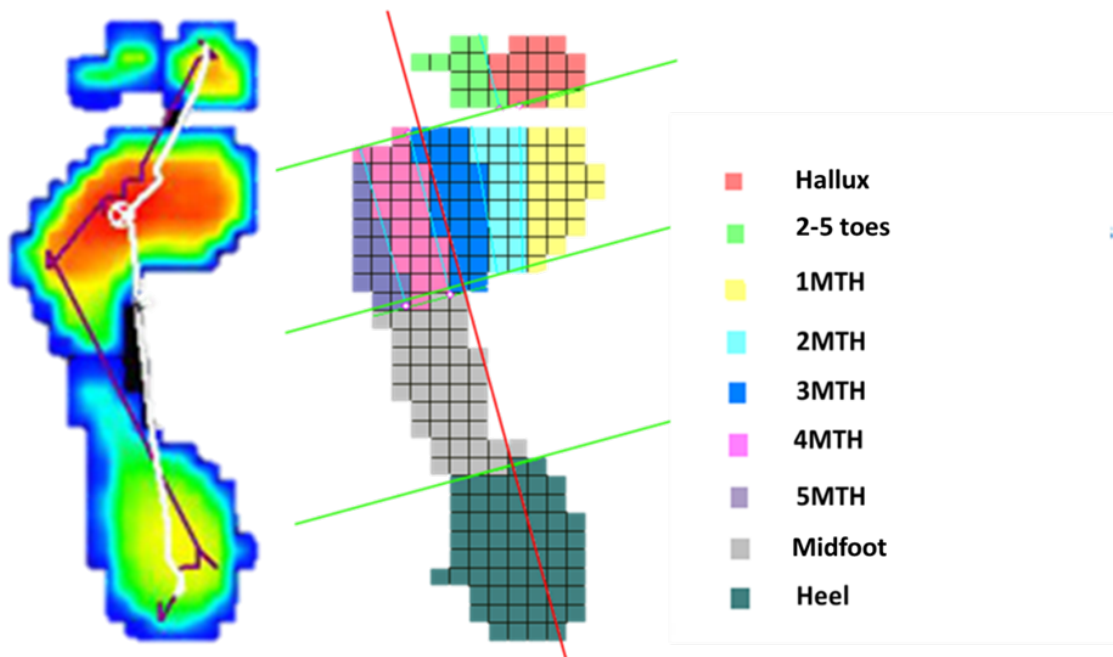 Hallux
2-5 toes
1MTH
2MTH
3MTH
4MTH
5MTH
Midfoot
Heel